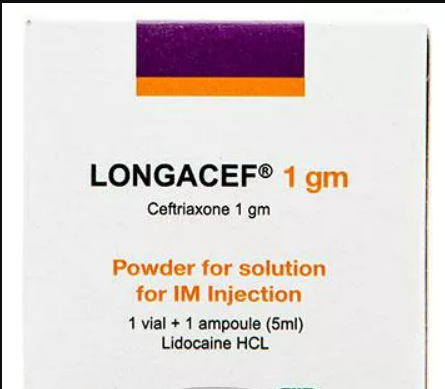 LONGACEF® 1 gm
Ceftriaxone 1 gm
Powder for solution
for IM Injection
1 vial + 1 ampoule (5ml)
Lidocaine HCL